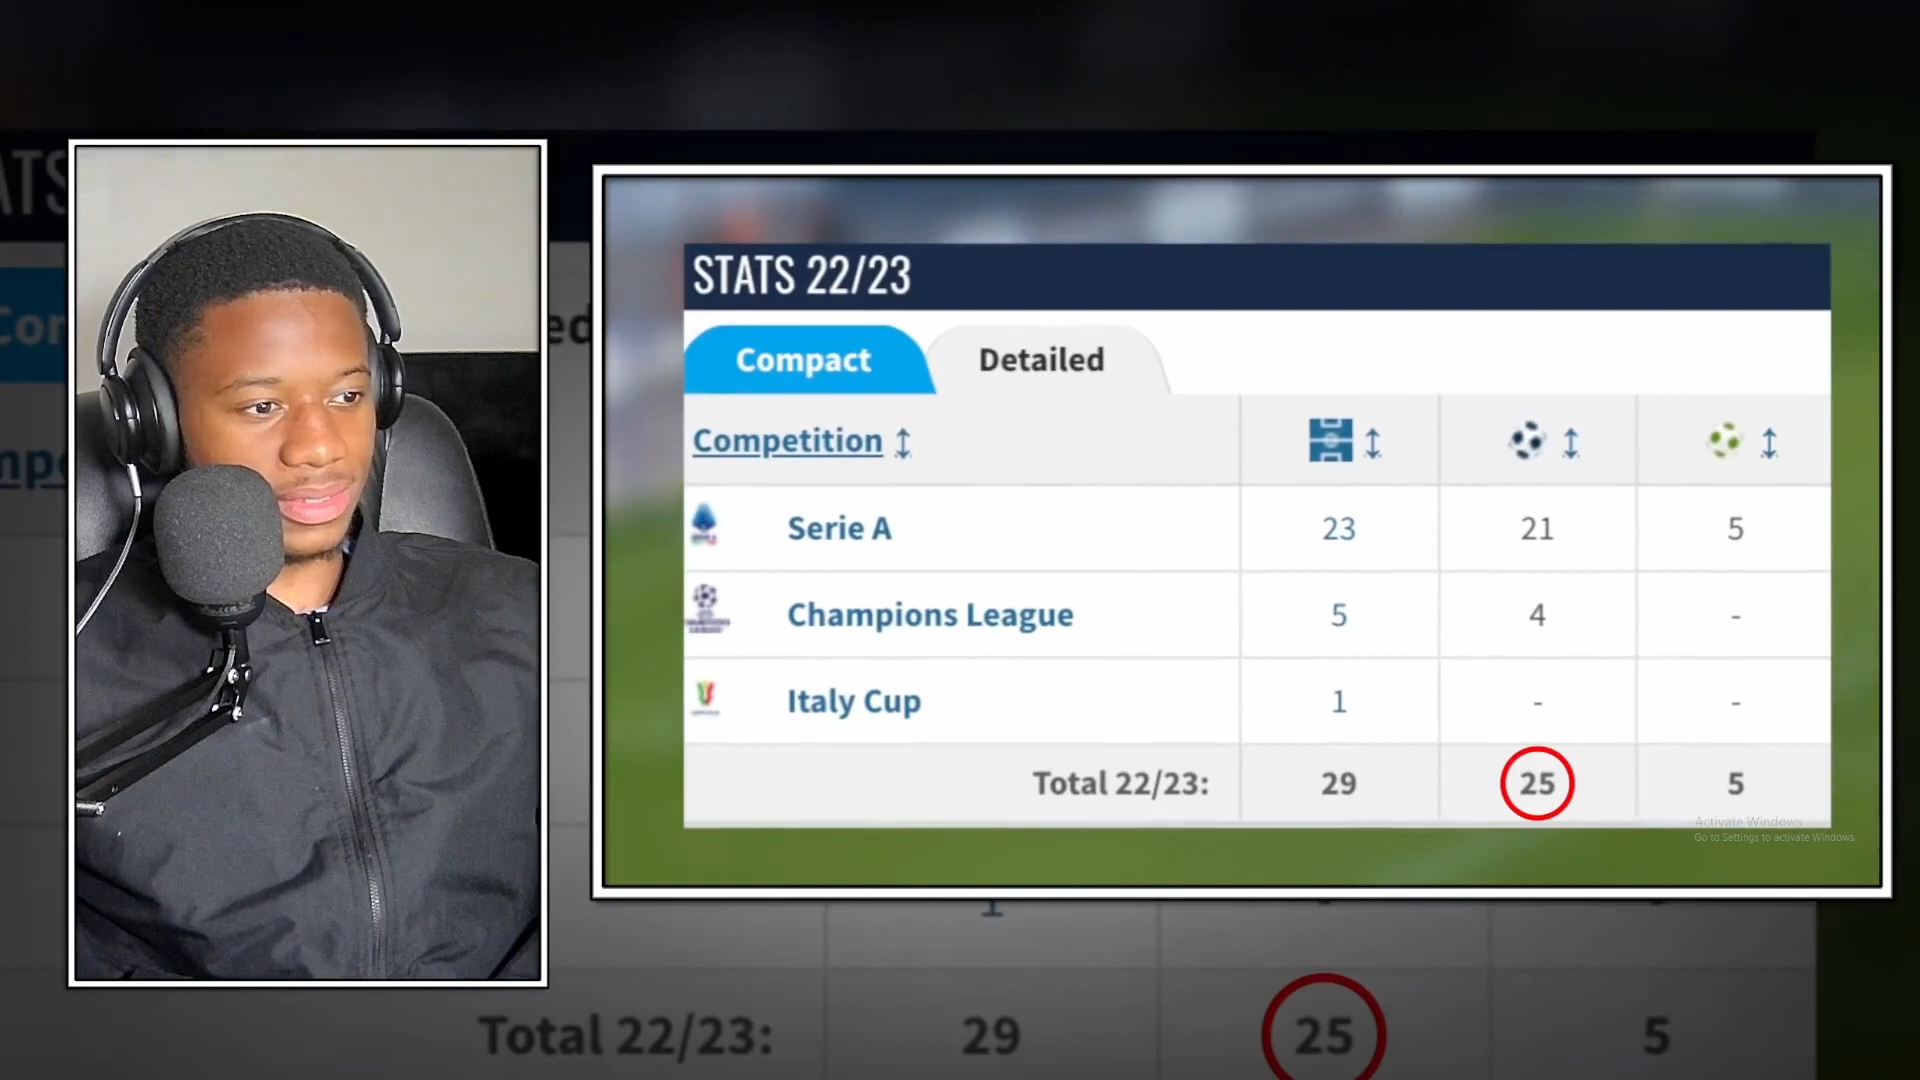 STATS 22/23
Compact Detailed
Competition
Serie A 23 21 5
Champions League 5 4 -
Italy Cup 1 - -
Total 22/23: 29 25 5
Activate Windows
Go to Settings to activate Windows.
Total 22/23: 29 25 5